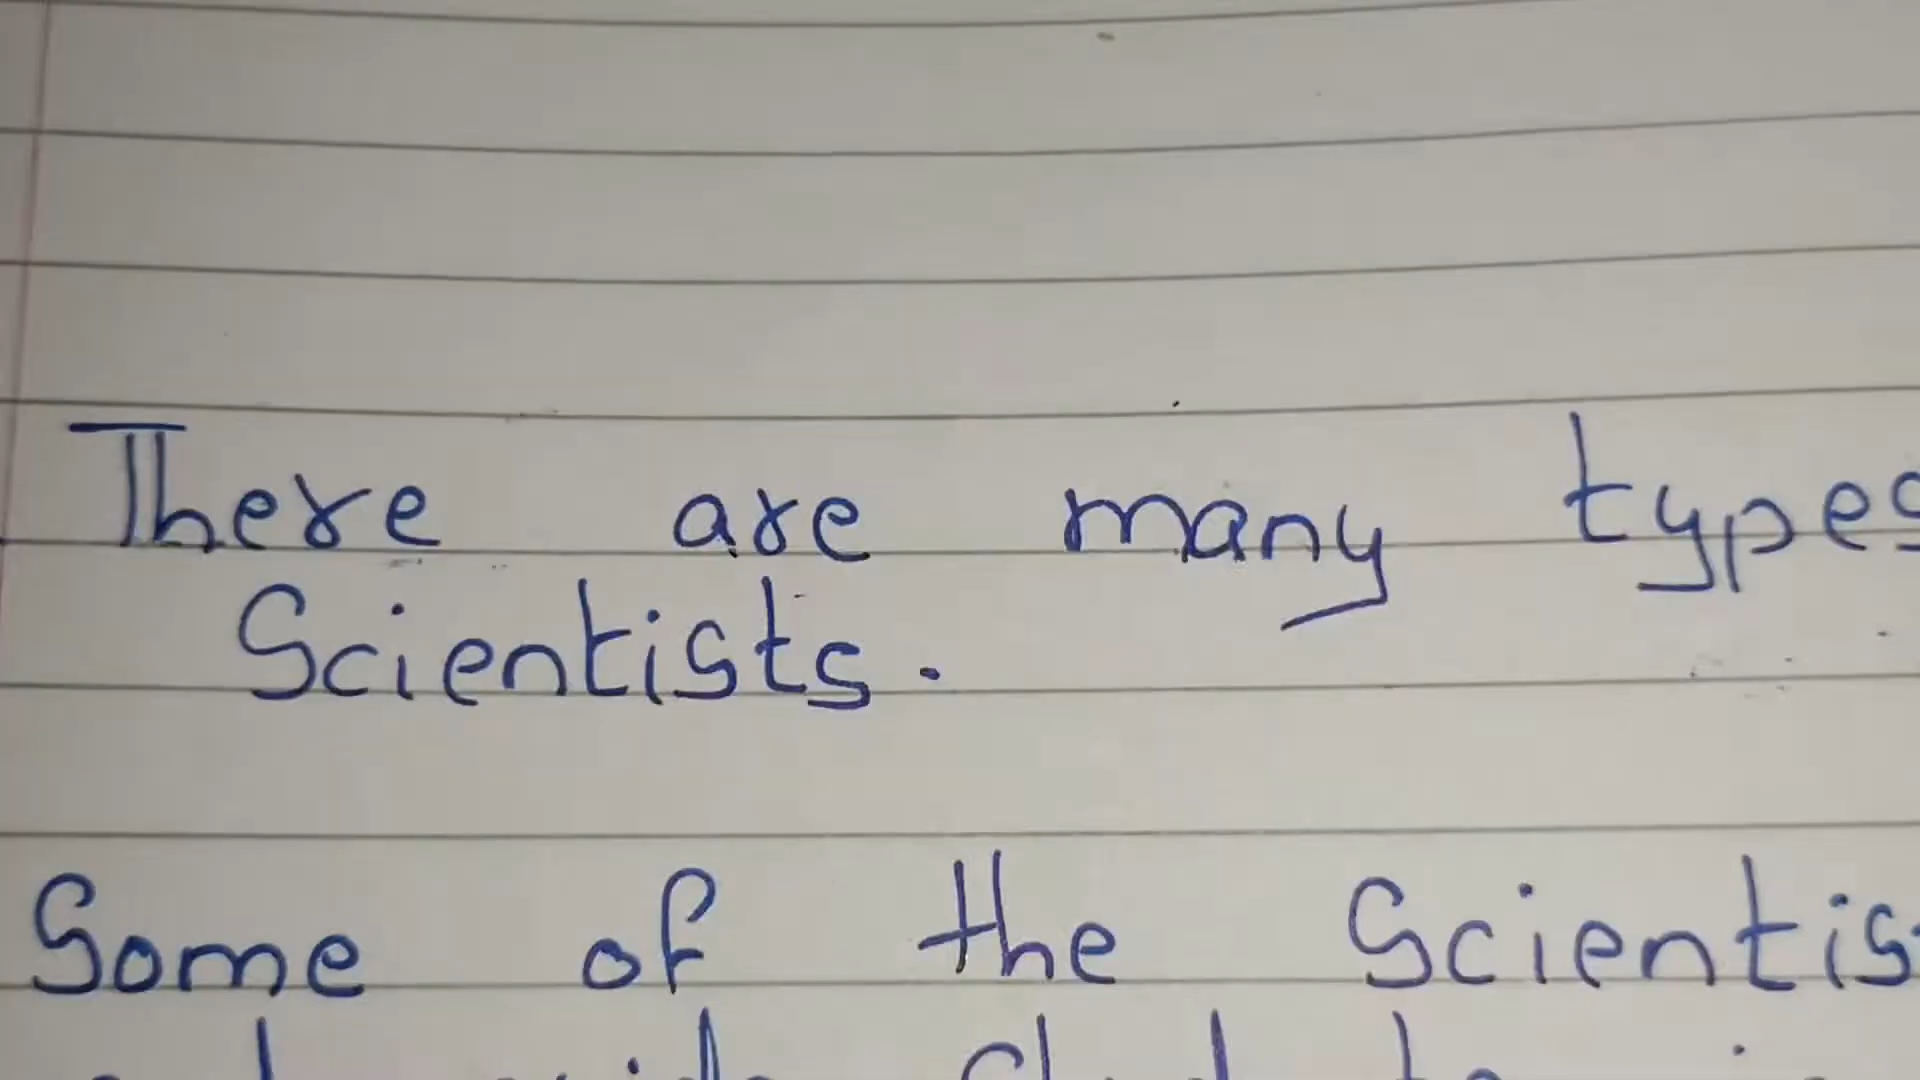 There are many types
Scientists.
Some of the Scientis